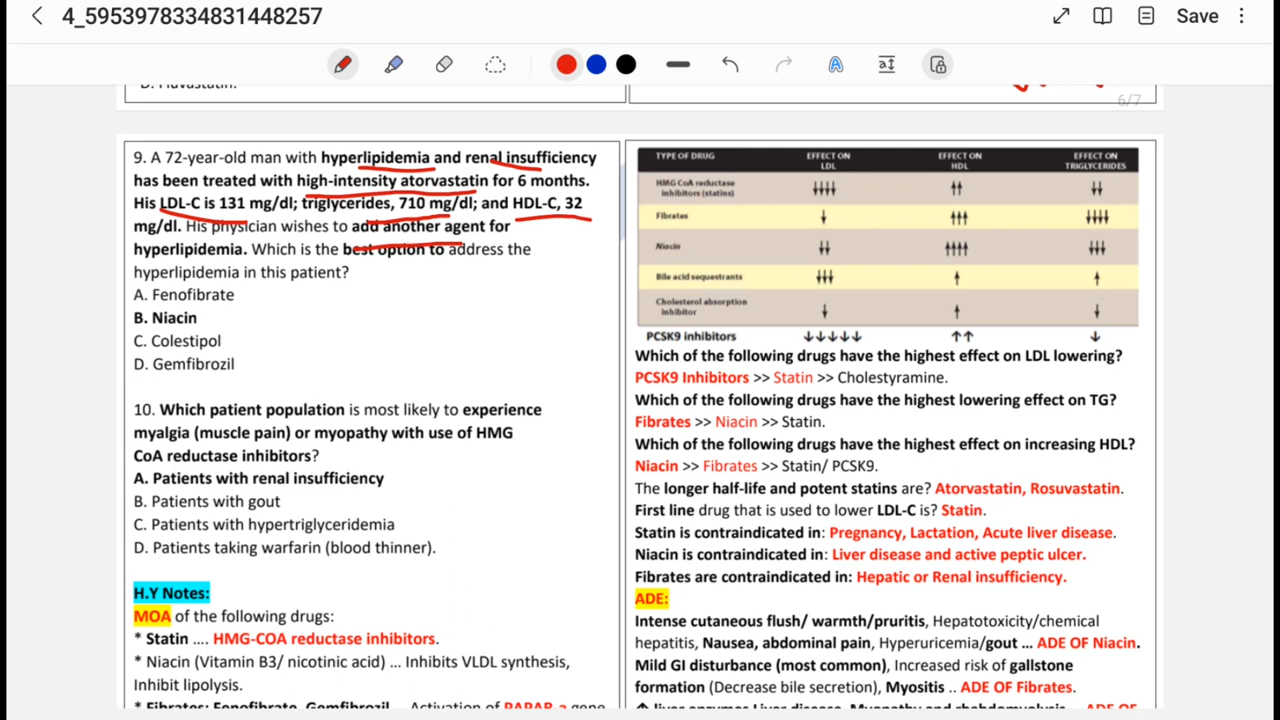 4_5953978334831448257
Save
6/7
9. A 72-year-old man with hyperlipidemia and renal insufficiency
has been treated with high-intensity atorvastatin for 6 months.
His LDL-C is 131 mg/dl; triglycerides, 710 mg/dl; and HDL-C, 32
mg/dl. His physician wishes to add another agent for
hyperlipidemia. Which is the best option to address the
hyperlipidemia in this patient?
A. Fenofibrate
B. Niacin
C. Colestipol
D. Gemfibrozil
10. Which patient population is most likely to experience
myalgia (muscle pain) or myopathy with use of HMG
CoA reductase inhibitors?
A. Patients with renal insufficiency
B. Patients with gout
C. Patients with hypertriglyceridemia
D. Patients taking warfarin (blood thinner).
H.Y Notes:
MOA of the following drugs:
* Statin .... HMG-COA reductase inhibitors.
* Niacin (Vitamin B3/ nicotinic acid) ... Inhibits VLDL synthesis,
Inhibit lipolysis.
* Fibrates: Fenofibrate, Gemfibrozil
TYPE OF DRUG EFFECT ON LDL EFFECT ON HDL EFFECT ON TRIGLYCERIDES
HMG CoA reductase inhibitors (statins) ↓↓↓↓ ↑↑ ↓↓
Fibrates ↓ ↑↑↑ ↓↓↓↓
Niacin ↓↓ ↑↑↑↑ ↓↓↓
Bile acid sequestrants ↓↓↓ ↑ ↑
Cholesterol absorption inhibitor ↓ ↑ ↓
PCSK9 inhibitors ↓↓↓↓↓ ↑↑ ↓
Which of the following drugs have the highest effect on LDL lowering?
PCSK9 Inhibitors >> Statin >> Cholestyramine.
Which of the following drugs have the highest lowering effect on TG?
Fibrates >> Niacin >> Statin.
Which of the following drugs have the highest effect on increasing HDL?
Niacin >> Fibrates >> Statin/ PCSK9.
The longer half-life and potent statins are? Atorvastatin, Rosuvastatin.
First line drug that is used to lower LDL-C is? Statin.
Statin is contraindicated in: Pregnancy, Lactation, Acute liver disease.
Niacin is contraindicated in: Liver disease and active peptic ulcer.
Fibrates are contraindicated in: Hepatic or Renal insufficiency.
ADE:
Intense cutaneous flush/ warmth/pruritis, Hepatotoxicity/chemical
hepatitis, Nausea, abdominal pain, Hyperuricemia/gout ... ADE OF Niacin.
Mild GI disturbance (most common), Increased risk of gallstone
formation (Decrease bile secretion), Myositis .. ADE OF Fibrates.